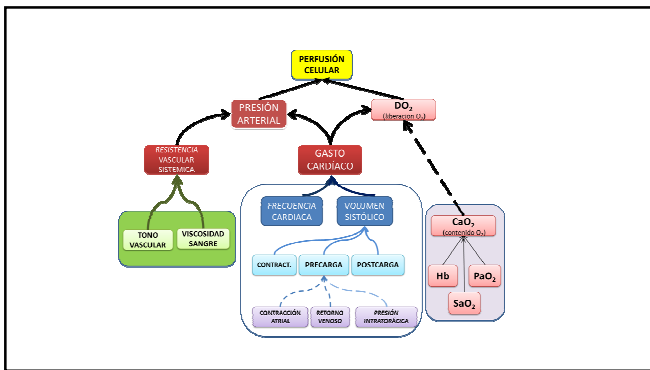 PERFUSIÓN
CELULAR
PRESIÓN
ARTERIAL
DO2
(liberacion O2)
RESISTENCIA
VASCULAR
SISTEMICA
GASTO
CARDÍACO
FRECUENCIA
CARDIACA
VOLUMEN
SISTÓLICO
TONO
VASCULAR
VISCOSIDAD
SANGRE
CaO2
(contenido O2)
CONTRACT.
PRECARGA
POSTCARGA
Hb
PaO2
SaO2
CONTRACCIÓN
ATRIAL
RETORNO
VENOSO
PRESIÓN
INTRATORÁCICA